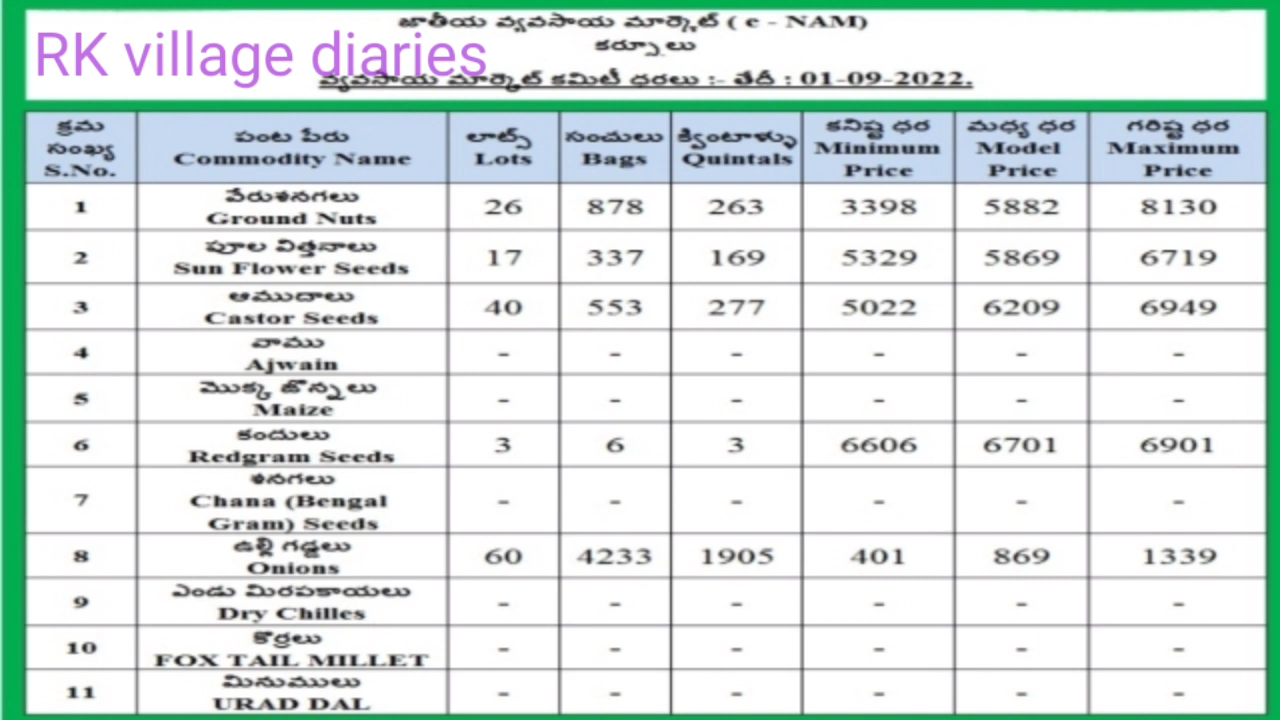 జాతీయ వ్యవసాయ మార్కెట్ ( e - NAM)
కర్నూలు
RK village diaries
వ్యవసాయ మార్కెట్ కమిటీ ధరలు :- తేదీ : 01-09-2022.
క్రమ సంఖ్య S.No. పంట పేరు Commodity Name లాట్స్ Lots సంచులు Bags క్వింటాళ్ళు Quintals కనిష్ట ధర Minimum Price మధ్య ధర Model Price గరిష్ట ధర Maximum Price
1 వేరుశనగలు Ground Nuts 26 878 263 3398 5882 8130
2 పూల విత్తనాలు Sun Flower Seeds 17 337 169 5329 5869 6719
3 ఆముదాలు Castor Seeds 40 553 277 5022 6209 6949
4 వాము Ajwain - - - - - -
5 మొక్క జొన్నలు Maize - - - - - -
6 కందులు Redgram Seeds 3 6 3 6606 6701 6901
7 శనగలు Chana (Bengal Gram) Seeds - - - - - -
8 ఉల్లి గడ్డలు Onions 60 4233 1905 401 869 1339
9 ఎండు మిరపకాయలు Dry Chilles - - - - - -
10 కొర్రలు FOX TAIL MILLET - - - - - -
11 మినుములు URAD DAL - - - - - -